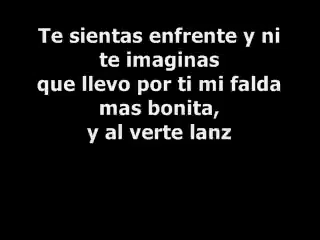 Te sientas enfrente y ni
te imaginas
que llevo por ti mi falda
mas bonita,
y al verte lanz